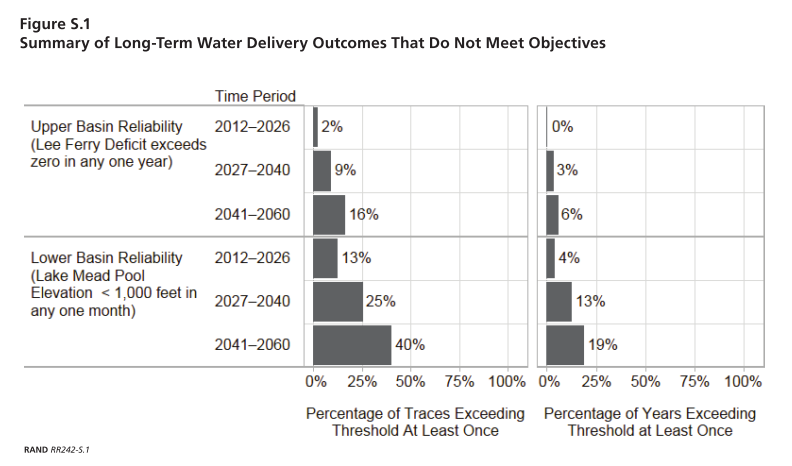 Figure S.1
Summary of Long-Term Water Delivery Outcomes That Do Not Meet Objectives
Time Period
Upper Basin Reliability
(Lee Ferry Deficit exceeds
zero in any one year)
2012–2026
2%
0%
2027–2040
9%
3%
2041–2060
16%
6%
Lower Basin Reliability
(Lake Mead Pool
Elevation < 1,000 feet in
any one month)
2012–2026
13%
4%
2027–2040
25%
13%
2041–2060
40%
19%
0% 25% 50% 75% 100%
0% 25% 50% 75% 100%
Percentage of Traces Exceeding
Threshold At Least Once
Percentage of Years Exceeding
Threshold at Least Once
RAND RR242-S.1